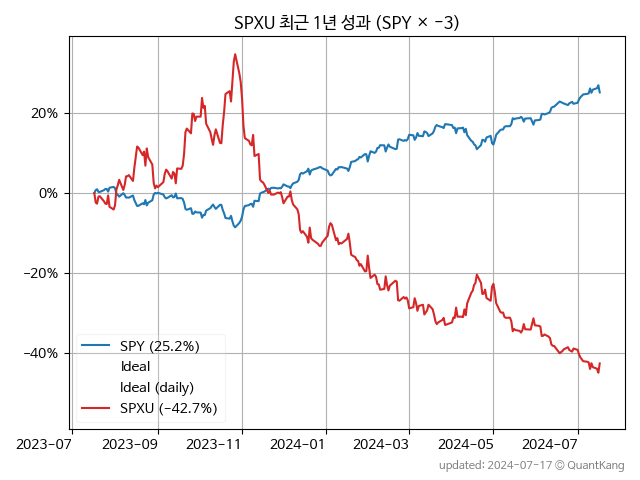 SPXU 최근 1년 성과 (SPY × −3)
20%
0%
−20%
−40%
SPY (25.2%)
Ideal
Ideal (daily)
SPXU (−42.7%)
2023−07
2023−09
2023−11
2024−01
2024−03
2024−05
2024−07
updated: 2024−07−17 © QuantKang